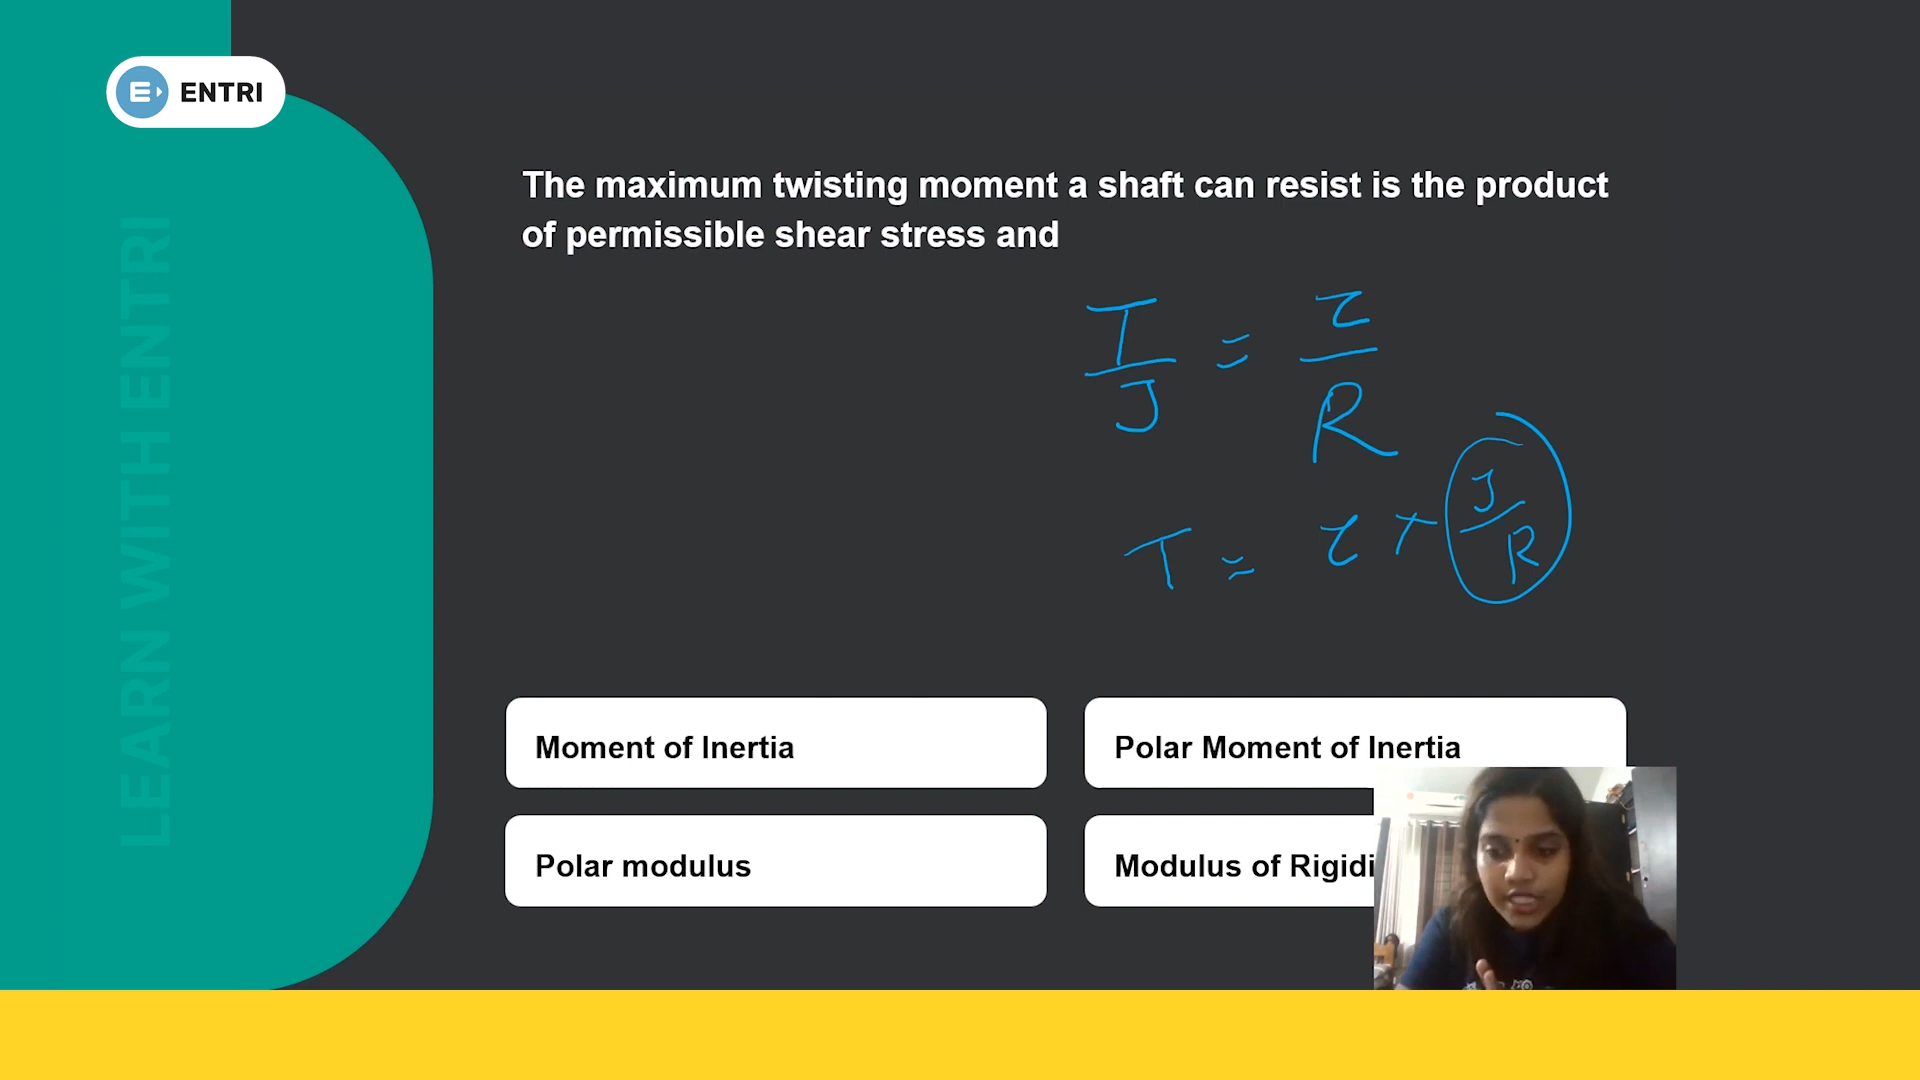 ENTRI
LEARN WITH ENTRI
The maximum twisting moment a shaft can resist is the product
of permissible shear stress and
T/J = τ/R
T = τ × J/R
Moment of Inertia
Polar Moment of Inertia
Polar modulus
Modulus of Rigidi